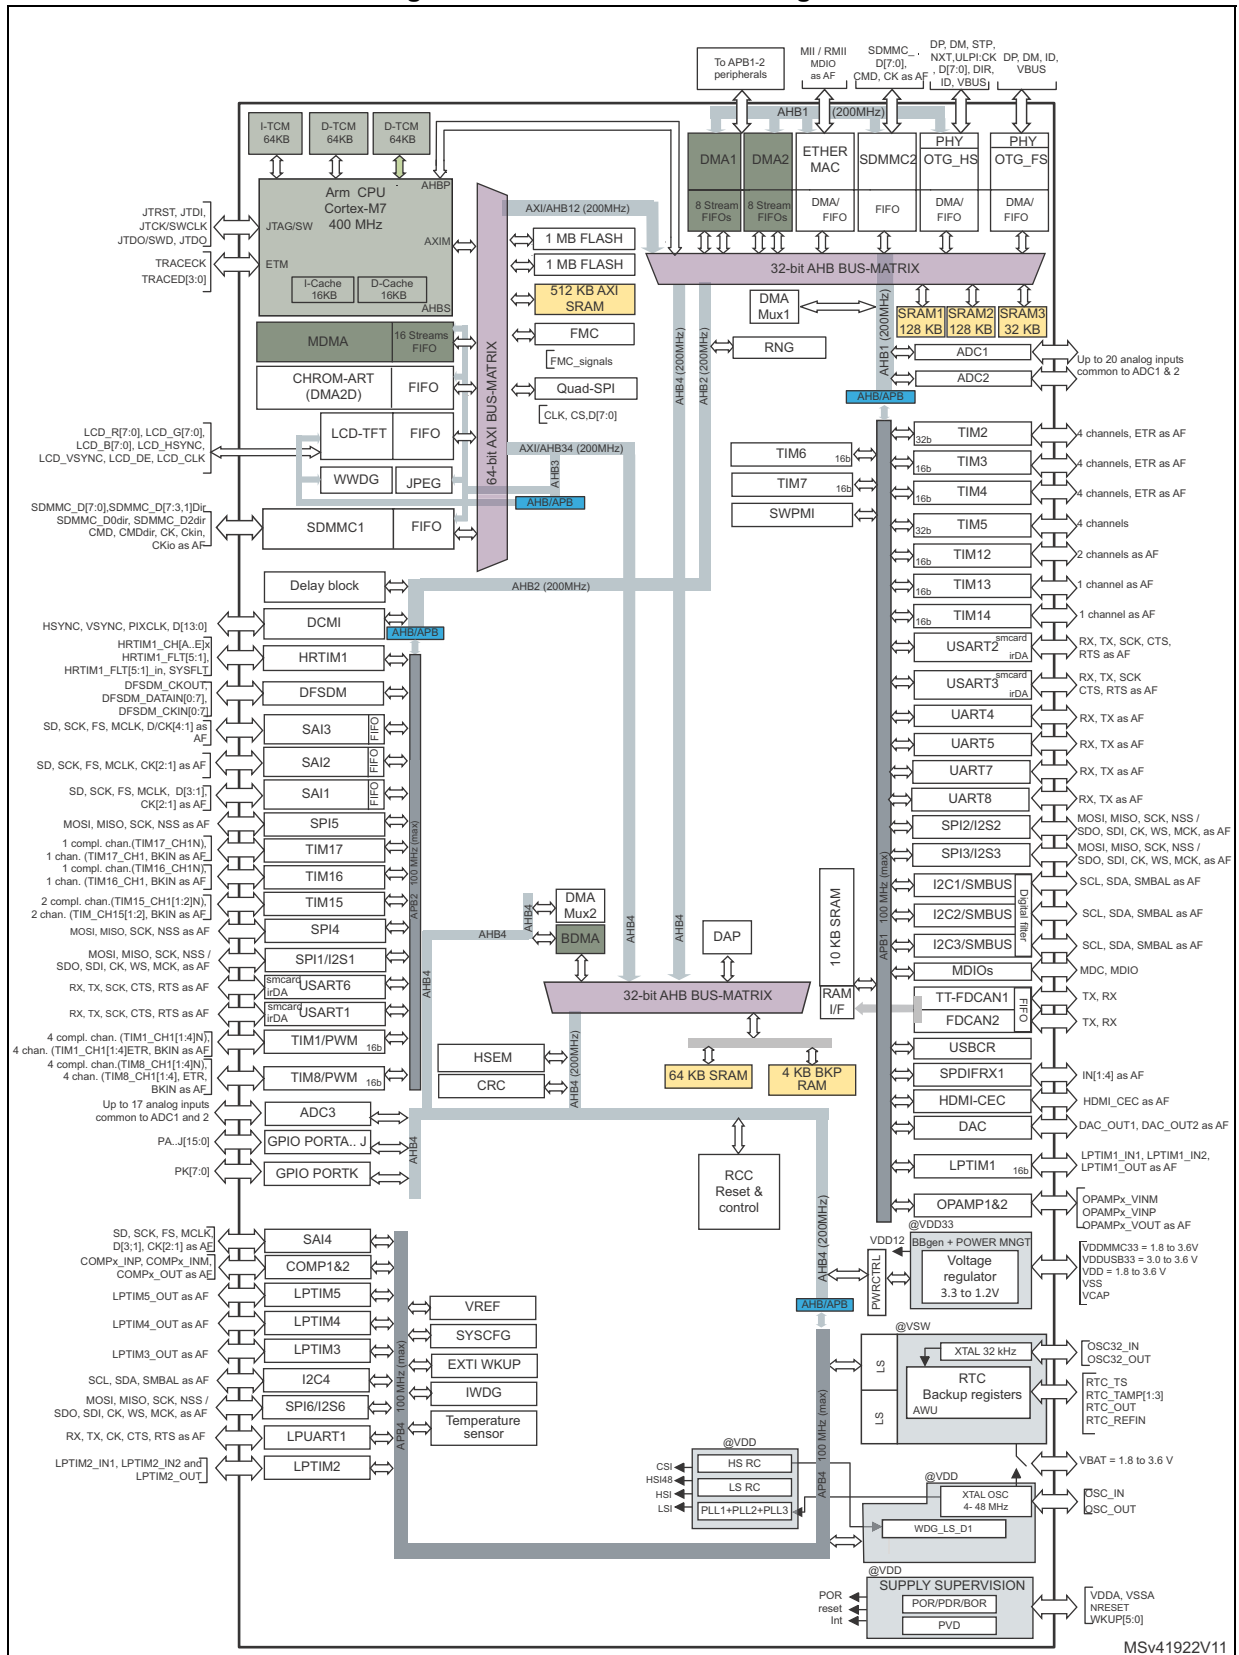 To APB1-2
peripherals
MII / RMII
MDIO
as AF
SDMMC_
D[7:0],
CMD, CK as AF
DP, DM, STP,
NXT,ULPI:CK
, D[7:0], DIR,
ID, VBUS
DP, DM, ID,
VBUS
AHB1 (200MHz)
I-TCM
64KB
D-TCM
64KB
D-TCM
64KB
DMA1
8 Stream
FIFOs
DMA2
8 Stream
FIFOs
ETHER
MAC
DMA/
FIFO
SDMMC2
FIFO
PHY
OTG_HS
DMA/
FIFO
PHY
OTG_FS
DMA/
FIFO
AHBP
Arm CPU
Cortex-M7
400 MHz
JTAG/SW
AXIM
ETM
I-Cache
16KB
D-Cache
16KB
AHBS
JTRST, JTDI,
JTCK/SWCLK
JTDO/SWD, JTDO
TRACECK
TRACED[3:0]
AXI/AHB12 (200MHz)
1 MB FLASH
1 MB FLASH
512 KB AXI
SRAM
FMC
FMC_signals
Quad-SPI
CLK, CS,D[7:0]
64-bit AXI BUS-MATRIX
32-bit AHB BUS-MATRIX
DMA
Mux1
RNG
AHB4 (200MHz)
AHB2 (200MHz)
AHB1 (200MHz)
SRAM1
128 KB
SRAM2
128 KB
SRAM3
32 KB
ADC1
ADC2
Up to 20 analog inputs
common to ADC1 & 2
AHB/APB
MDMA
16 Streams
FIFO
CHROM-ART
(DMA2D)
FIFO
LCD-TFT
FIFO
WWDG
JPEG
SDMMC1
FIFO
LCD_R[7:0], LCD_G[7:0],
LCD_B[7:0], LCD_HSYNC,
LCD_VSYNC, LCD_DE, LCD_CLK
SDMMC_D[7:0],SDMMC_D[7:3,1]Dir
SDMMC_D0dir, SDMMC_D2dir
CMD, CMDdir, CK, Ckin,
CKio as AF
AXI/AHB34 (200MHz)
AHB3
AHB/APB
AHB2 (200MHz)
AHB/APB
Delay block
DCMI
HSYNC, VSYNC, PIXCLK, D[13:0]
HRTIM1
HRTIM1_CH[A..E]x
HRTIM1_FLT[5:1],
HRTIM1_FLT[5:1]_in, SYSFLT
DFSDM
DFSDM_CKOUT,
DFSDM_DATAIN[0:7],
DFSDM_CKIN[0:7]
SAI3
FIFO
SD, SCK, FS, MCLK, D/CK[4:1] as
AF
SAI2
FIFO
SD, SCK, FS, MCLK, CK[2:1] as AF
SAI1
FIFO
SD, SCK, FS, MCLK, D[3:1],
CK[2:1] as AF
SPI5
MOSI, MISO, SCK, NSS as AF
TIM17
1 compl. chan.(TIM17_CH1N),
1 chan. (TIM17_CH1, BKIN as AF
TIM16
1 compl. chan.(TIM16_CH1N),
1 chan. (TIM16_CH1, BKIN as AF
TIM15
2 compl. chan.(TIM15_CH1[1:2]N),
2 chan. (TIM_CH15[1:2], BKIN as AF
SPI4
MOSI, MISO, SCK, NSS as AF
SPI1/I2S1
MOSI, MISO, SCK, NSS /
SDO, SDI, CK, WS, MCK, as AF
smcard
irDA
USART6
RX, TX, SCK, CTS, RTS as AF
smcard
irDA
USART1
RX, TX, SCK, CTS, RTS as AF
TIM1/PWM
16b
4 compl. chan. (TIM1_CH1[1:4]N),
4 chan. (TIM1_CH1[1:4]ETR, BKIN as AF
TIM8/PWM
16b
4 compl. chan. (TIM8_CH1[1:4]N),
4 chan. (TIM8_CH1[1:4], ETR,
BKIN as AF
APB2 100 MHz (max)
AHB4
ADC3
Up to 17 analog inputs
common to ADC1 and 2
GPIO PORTA.. J
PA..J[15:0]
GPIO PORTK
PK[7:0]
AHB4
TIM6
16b
TIM7
16b
SWPMI
TIM2
32b
4 channels, ETR as AF
TIM3
16b
4 channels, ETR as AF
TIM4
16b
4 channels, ETR as AF
TIM5
32b
4 channels
TIM12
16b
2 channels as AF
TIM13
16b
1 channel as AF
TIM14
16b
1 channel as AF
USART2
smcard
irDA
RX, TX, SCK, CTS,
RTS as AF
USART3
smcard
irDA
RX, TX, SCK
CTS, RTS as AF
UART4
RX, TX as AF
UART5
RX, TX as AF
UART7
RX, TX as AF
UART8
RX, TX as AF
SPI2/I2S2
MOSI, MISO, SCK, NSS /
SDO, SDI, CK, WS, MCK, as AF
SPI3/I2S3
MOSI, MISO, SCK, NSS /
SDO, SDI, CK, WS, MCK, as AF
I2C1/SMBUS
SCL, SDA, SMBAL as AF
I2C2/SMBUS
SCL, SDA, SMBAL as AF
I2C3/SMBUS
SCL, SDA, SMBAL as AF
Digital filter
MDIOs
MDC, MDIO
TT-FDCAN1
TX, RX
FDCAN2
TX, RX
FIFO
USBCR
SPDIFRX1
IN[1:4] as AF
HDMI-CEC
HDMI_CEC as AF
DAC
DAC_OUT1, DAC_OUT2 as AF
LPTIM1
16b
LPTIM1_IN1, LPTIM1_IN2,
LPTIM1_OUT as AF
OPAMP1&2
OPAMPx_VINM
OPAMPx_VINP
OPAMPx_VOUT as AF
APB1 100 MHz (max)
10 KB SRAM
RAM
I/F
AHB4
AHB4
DMA
Mux2
BDMA
AHB4
AHB4
DAP
32-bit AHB BUS-MATRIX
AHB4 (200MHz)
HSEM
CRC
64 KB SRAM
4 KB BKP
RAM
RCC
Reset &
control
AHB4 (200MHz)
AHB/APB
@VDD33
VDD12
BBgen + POWER MNGT
PWRCTRL
Voltage
regulator
3.3 to 1.2V
VDDMMC33 = 1.8 to 3.6V
VDDUSB33 = 3.0 to 3.6 V
VDD = 1.8 to 3.6 V
VSS
VCAP
@VSW
LS
LS
XTAL 32 kHz
RTC
Backup registers
AWU
OSC32_IN
OSC32_OUT
RTC_TS
RTC_TAMP[1:3]
RTC_OUT
RTC_REFIN
VBAT = 1.8 to 3.6 V
SAI4
SD, SCK, FS, MCLK,
D[3;1], CK[2:1] as AF
COMP1&2
COMPx_INP, COMPx_INM,
COMPx_OUT as AF
LPTIM5
LPTIM5_OUT as AF
LPTIM4
LPTIM4_OUT as AF
LPTIM3
LPTIM3_OUT as AF
I2C4
SCL, SDA, SMBAL as AF
SPI6/I2S6
MOSI, MISO, SCK, NSS /
SDO, SDI, CK, WS, MCK, as AF
LPUART1
RX, TX, CK, CTS, RTS as AF
LPTIM2
LPTIM2_IN1, LPTIM2_IN2 and
LPTIM2_OUT
APB4 100 MHz (max)
VREF
SYSCFG
EXTI WKUP
IWDG
Temperature
sensor
APB4 100 MHz (max)
@VDD
CSI
HSI48
HSI
LSI
HS RC
LS RC
PLL1+PLL2+PLL3
@VDD
XTAL OSC
4- 48 MHz
WDG_LS_D1
OSC_IN
OSC_OUT
@VDD
SUPPLY SUPERVISION
POR
reset
Int
POR/PDR/BOR
PVD
VDDA, VSSA
NRESET
WKUP[5:0]
MSv41922V11